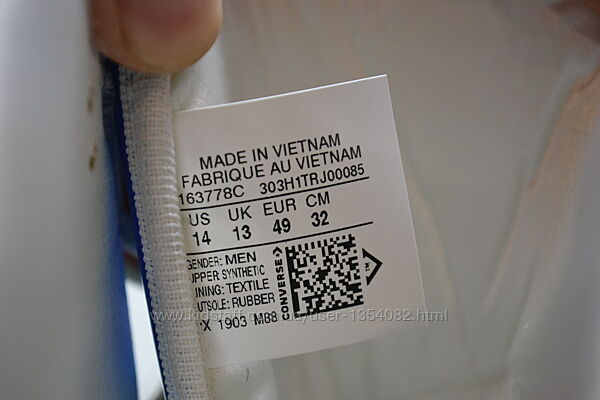 MADE IN VIETNAM
FABRIQUE AU VIETNAM
163778C 303H1TRJ00085
US UK EUR CM
14 13 49 32
GENDER: MEN
UPPER: SYNTHETIC
LINING: TEXTILE
OUTSOLE: RUBBER
X 1903 M88
CONVERSE